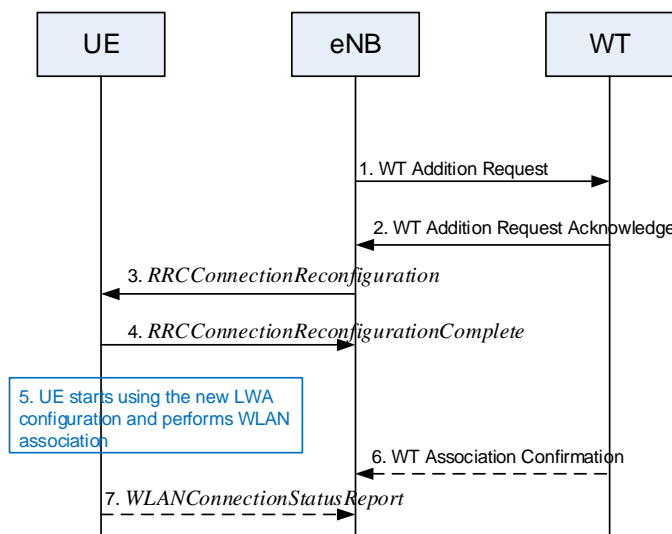 UE
eNB
WT
1. WT Addition Request
2. WT Addition Request Acknowledge
3. RRCConnectionReconfiguration
4. RRCConnectionReconfigurationComplete
5. UE starts using the new LWA
configuration and performs WLAN
association
6. WT Association Confirmation
7. WLANConnectionStatusReport